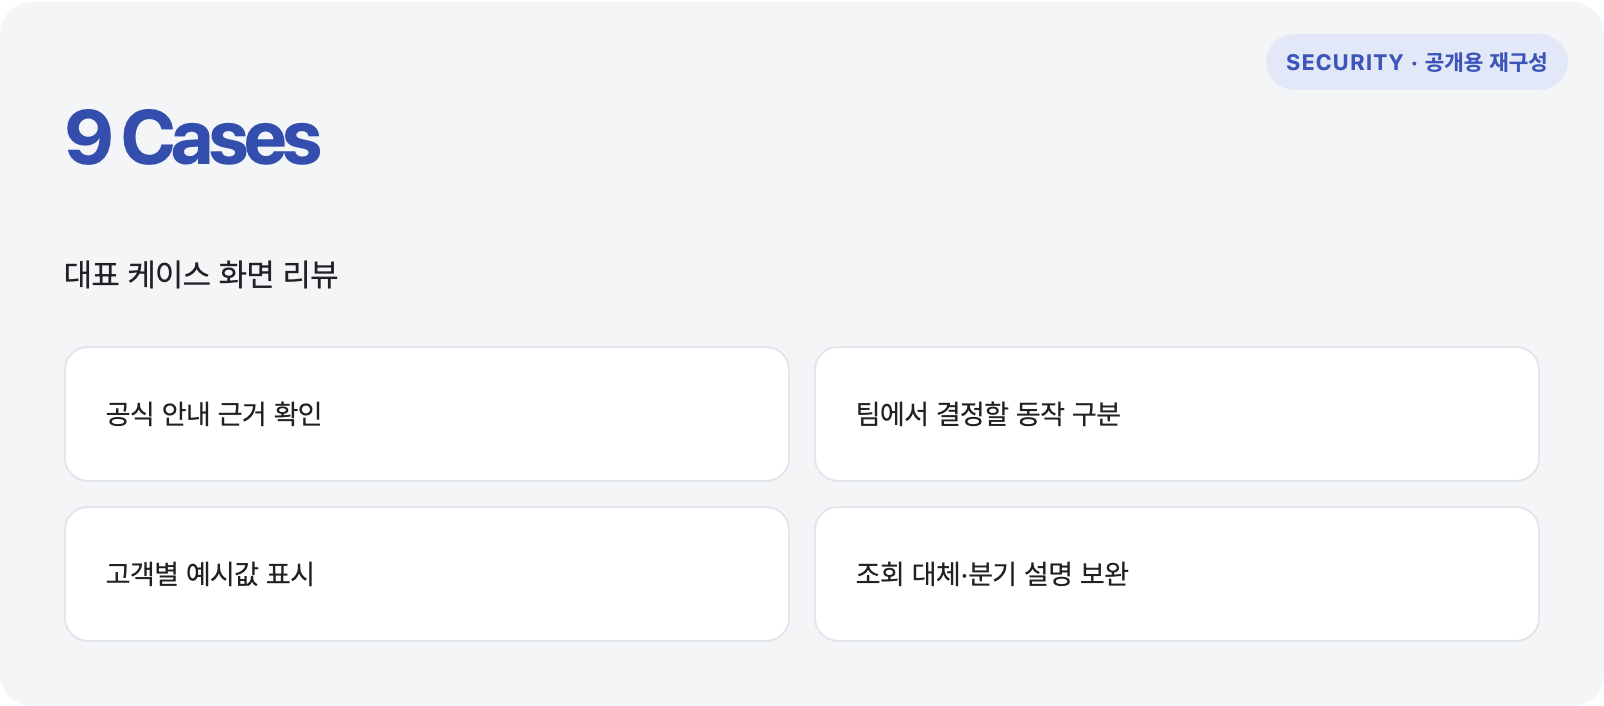 SECURITY · 공개용 재구성
9 Cases
대표 케이스 화면 리뷰
공식 안내 근거 확인
팀에서 결정할 동작 구분
고객별 예시값 표시
조회 대체·분기 설명 보완